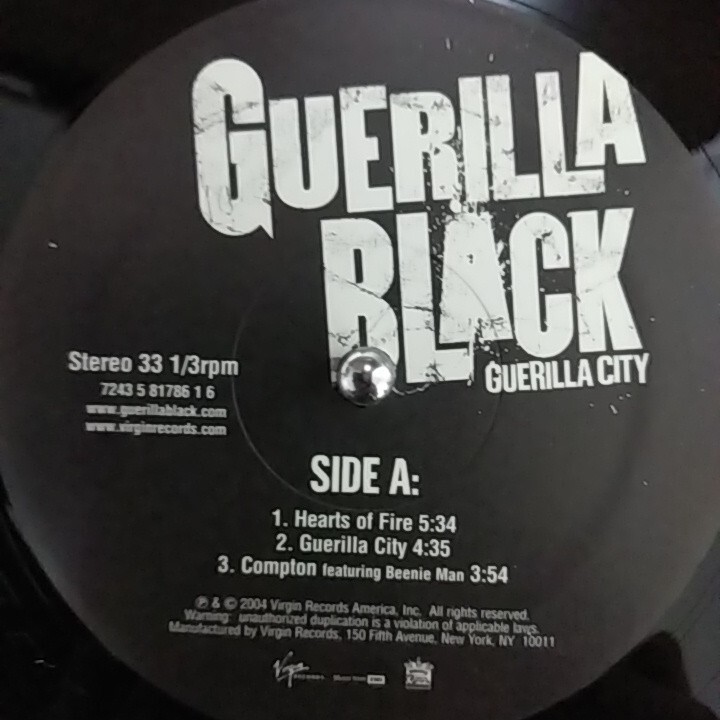 GUERILLA
BLACK
GUERILLA CITY
Stereo 33 1/3rpm
7243 5 81786 1 6
www.guerillablack.com
www.virginrecords.com
SIDE A:
1. Hearts of Fire 5:34
2. Guerilla City 4:35
3. Compton featuring Beenie Man 3:54
℗ & © 2004 Virgin Records America, Inc. All rights reserved.
Warning: unauthorized duplication is a violation of applicable laws.
Manufactured by Virgin Records, 150 Fifth Avenue, New York, NY 10011
Virgin
RECORDS
EMI